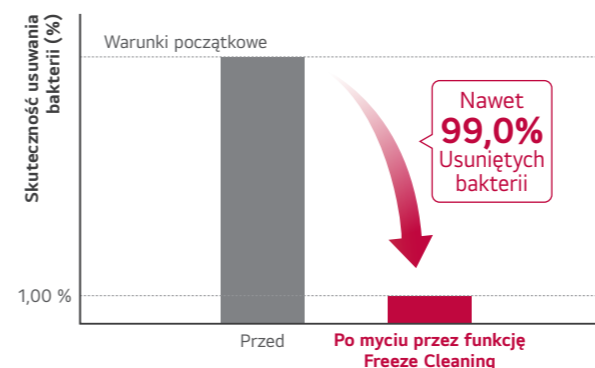 Skuteczność usuwania
bakterii (%)
Warunki początkowe
Nawet
99,0%
Usuniętych
bakterii
1,00 %
Przed
Po myciu przez funkcję
Freeze Cleaning